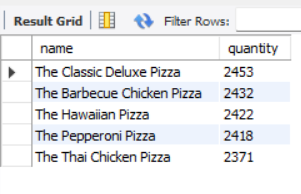 Result Grid Filter Rows:
name quantity
The Classic Deluxe Pizza 2453
The Barbecue Chicken Pizza 2432
The Hawaiian Pizza 2422
The Pepperoni Pizza 2418
The Thai Chicken Pizza 2371